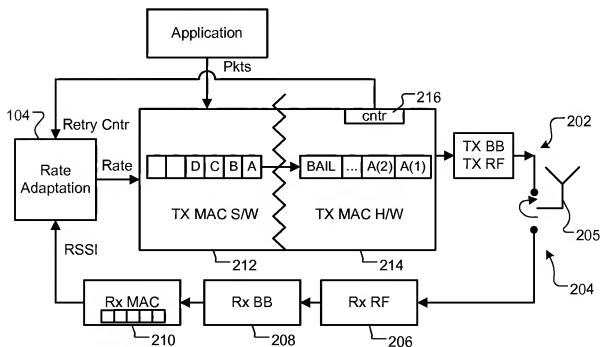 Application
Pkts
216
cntr
104
Retry Cntr
202
Rate
Adaptation
Rate
D C B A
BAIL ... A(2) A(1)
TX BB
TX RF
TX MAC S/W
TX MAC H/W
205
RSSI
212
214
204
Rx MAC
Rx BB
Rx RF
210
208
206